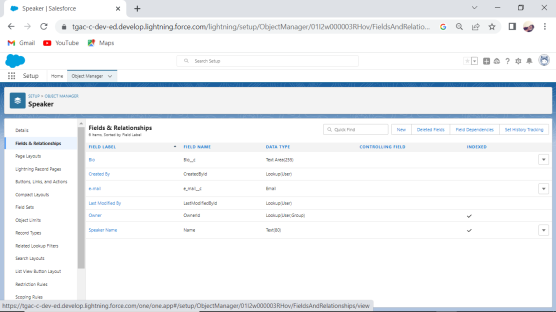 Speaker | Salesforce
tgac-c-dev-ed.develop.lightning.force.com/lightning/setup/ObjectManager/01I2w000003RHov/FieldsAndRelatio...
Gmail YouTube Maps
Search Setup
Setup Home Object Manager
SETUP > OBJECT MANAGER
Speaker
Details
Fields & Relationships
Page Layouts
Lightning Record Pages
Buttons, Links, and Actions
Compact Layouts
Field Sets
Object Limits
Record Types
Related Lookup Filters
Search Layouts
List View Button Layout
Restriction Rules
Scoping Rules
Fields & Relationships
6 Items, Sorted by Field Label
Quick Find New Deleted Fields Field Dependencies Set History Tracking
FIELD LABEL FIELD NAME DATA TYPE CONTROLLING FIELD INDEXED
Bio Bio__c Text Area(255)
Created By CreatedById Lookup(User)
e mail e_mail__c Email
Last Modified By LastModifiedById Lookup(User)
Owner OwnerId Lookup(User,Group)
Speaker Name Name Text(80)
https://tgac-c-dev-ed.develop.lightning.force.com/one/one.app#/setup/ObjectManager/01I2w000003RHov/FieldsAndRelationships/view